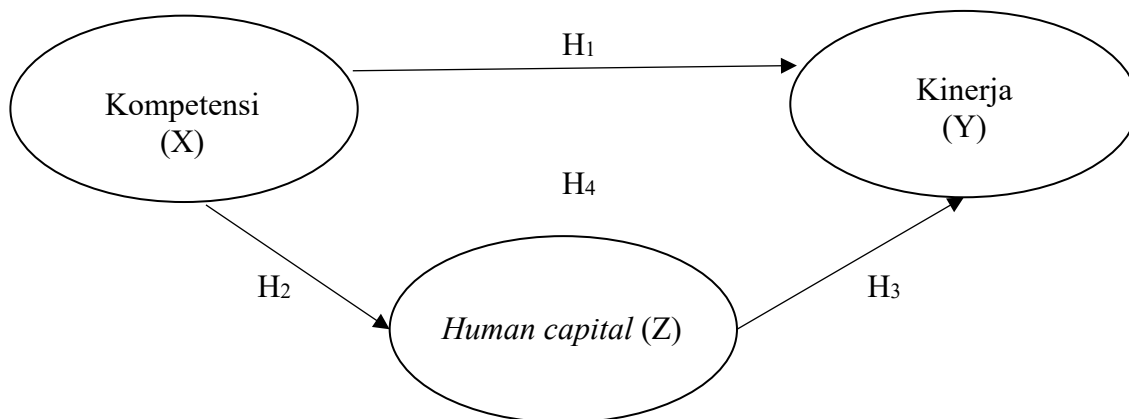 H₁
Kompetensi
(X)
Kinerja
(Y)
H₄
H₂
H₃
Human capital (Z)